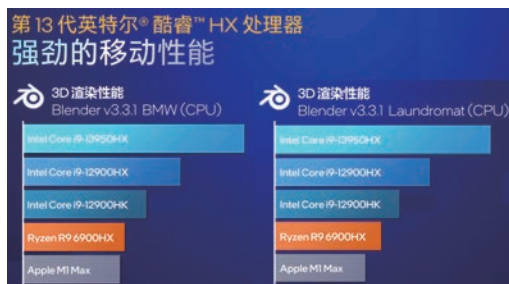 第 13 代英特尔® 酷睿™ HX 处理器
强劲的移动性能
3D 渲染性能
Blender v3.3.1 BMW (CPU)
Intel Core i9-13950HX
Intel Core i9-12900HX
Intel Core i9-12900HK
Ryzen R9 6900HX
Apple M1 Max
3D 渲染性能
Blender v3.3.1 Laundromat (CPU)
Intel Core i9-13950HX
Intel Core i9-12900HX
Intel Core i9-12900HK
Ryzen R9 6900HX
Apple M1 Max